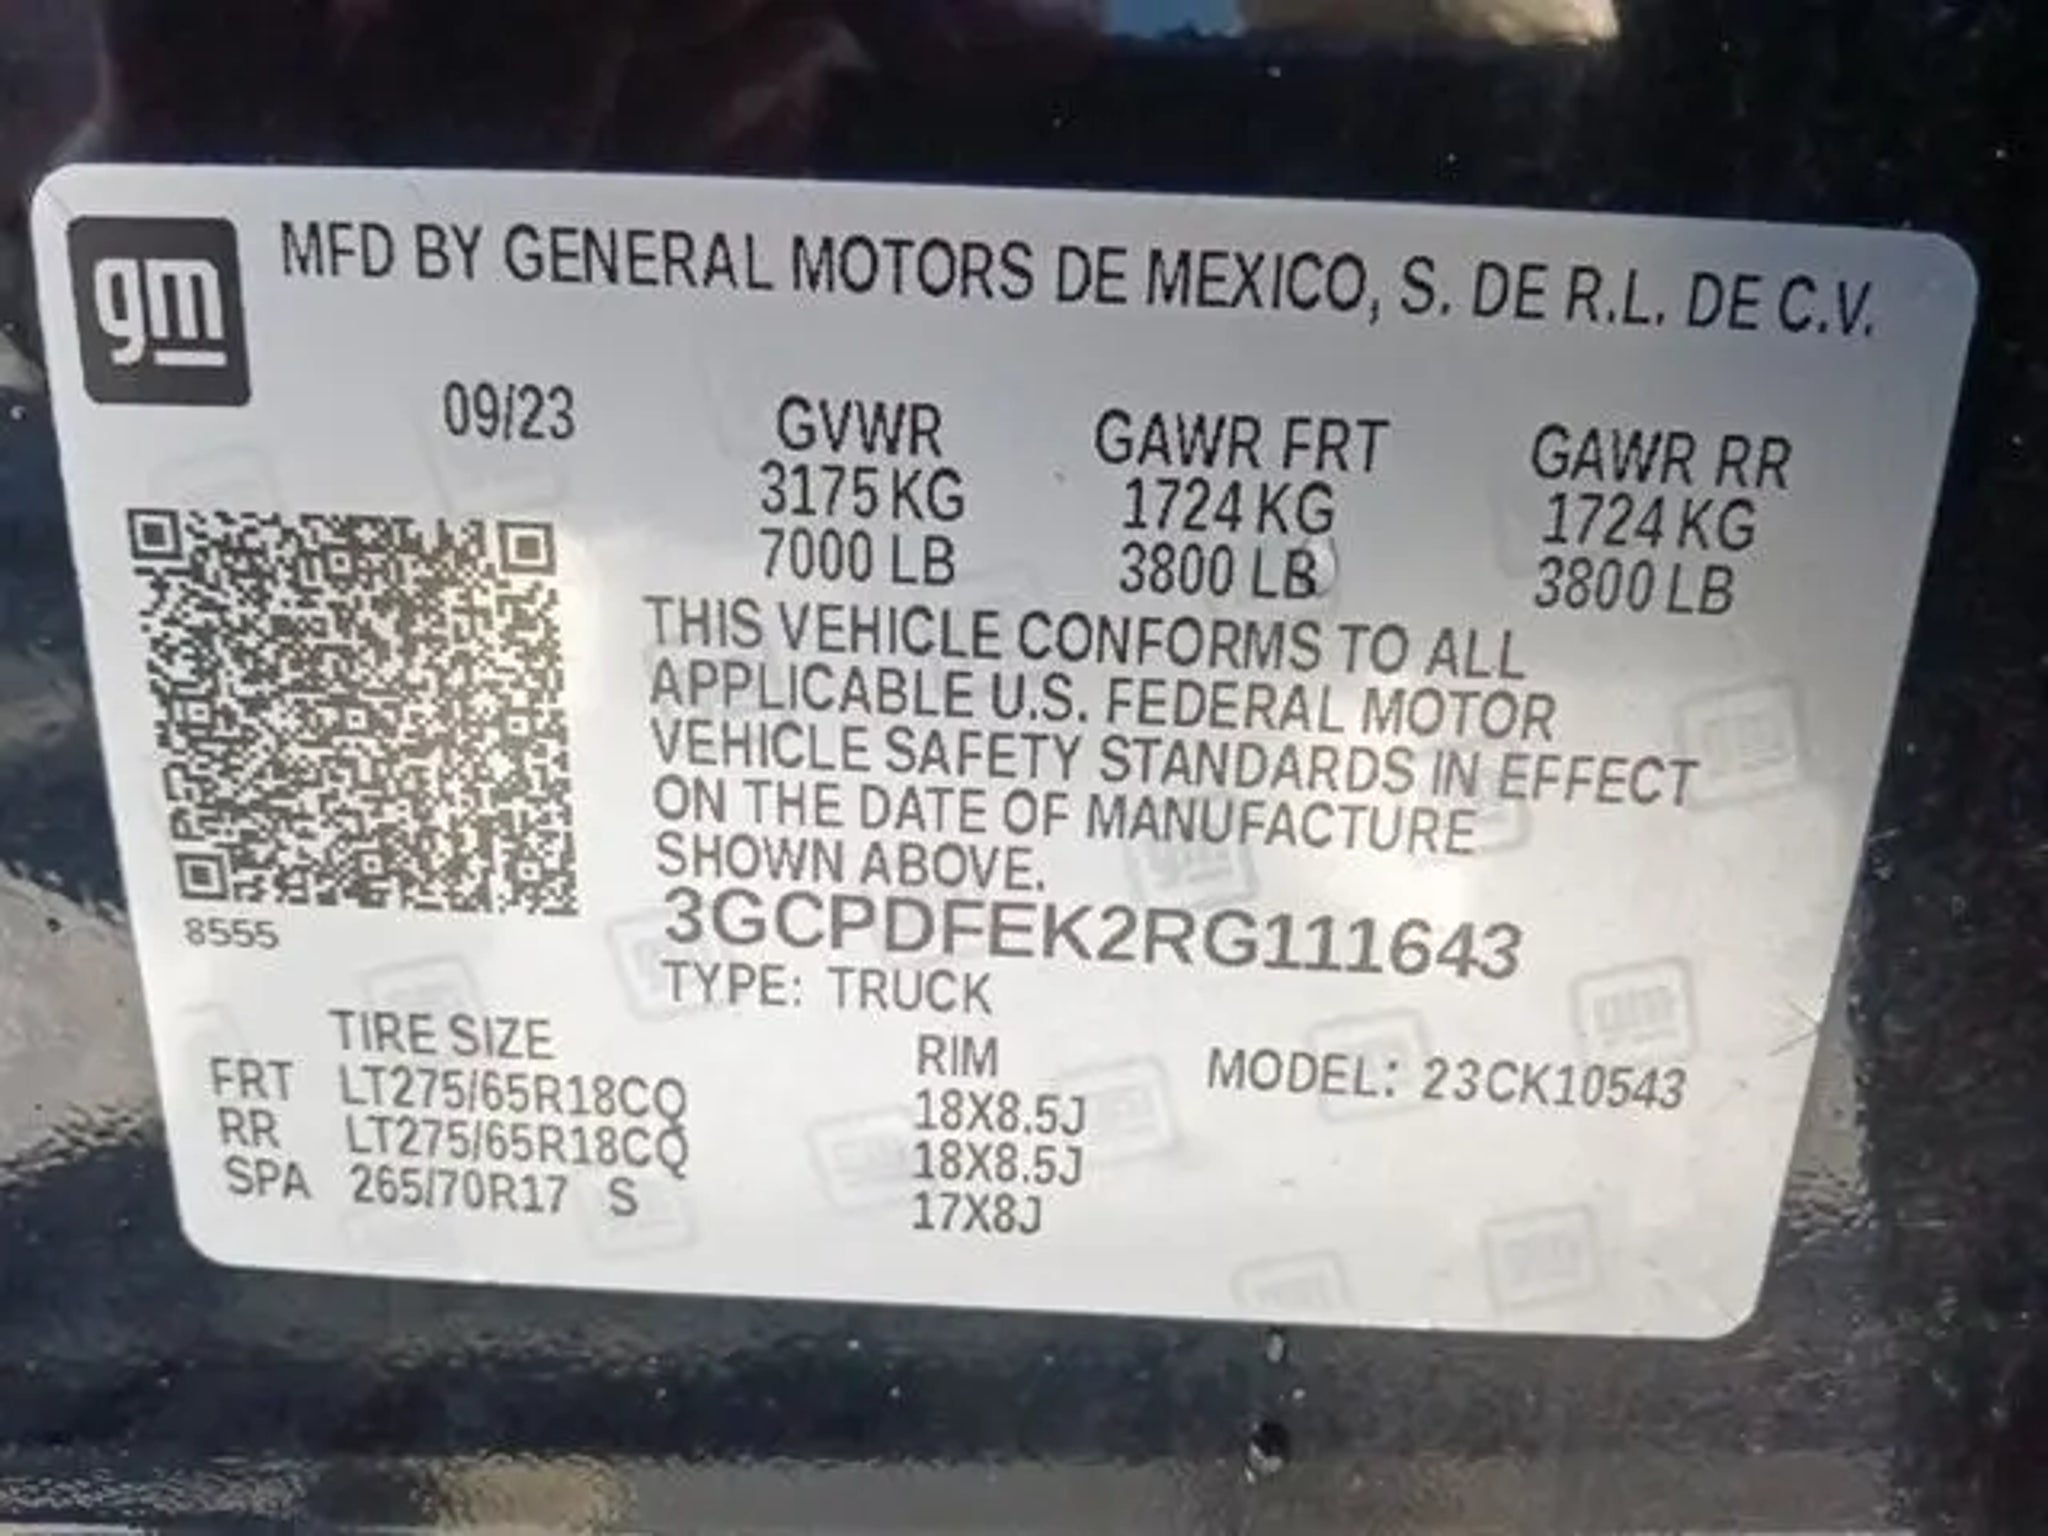 gm
MFD BY GENERAL MOTORS DE MEXICO, S. DE R.L. DE C.V.
09/23 GVWR GAWR FRT GAWR RR
3175 KG 1724 KG 1724 KG
7000 LB 3800 LB 3800 LB
THIS VEHICLE CONFORMS TO ALL
APPLICABLE U.S. FEDERAL MOTOR
VEHICLE SAFETY STANDARDS IN EFFECT
ON THE DATE OF MANUFACTURE
SHOWN ABOVE.
3GCPDFEK2RG111643
8555
TYPE: TRUCK
TIRE SIZE RIM MODEL: 23CK10543
FRT LT275/65R18CQ 18X8.5J
RR LT275/65R18CQ 18X8.5J
SPA 265/70R17 S 17X8J